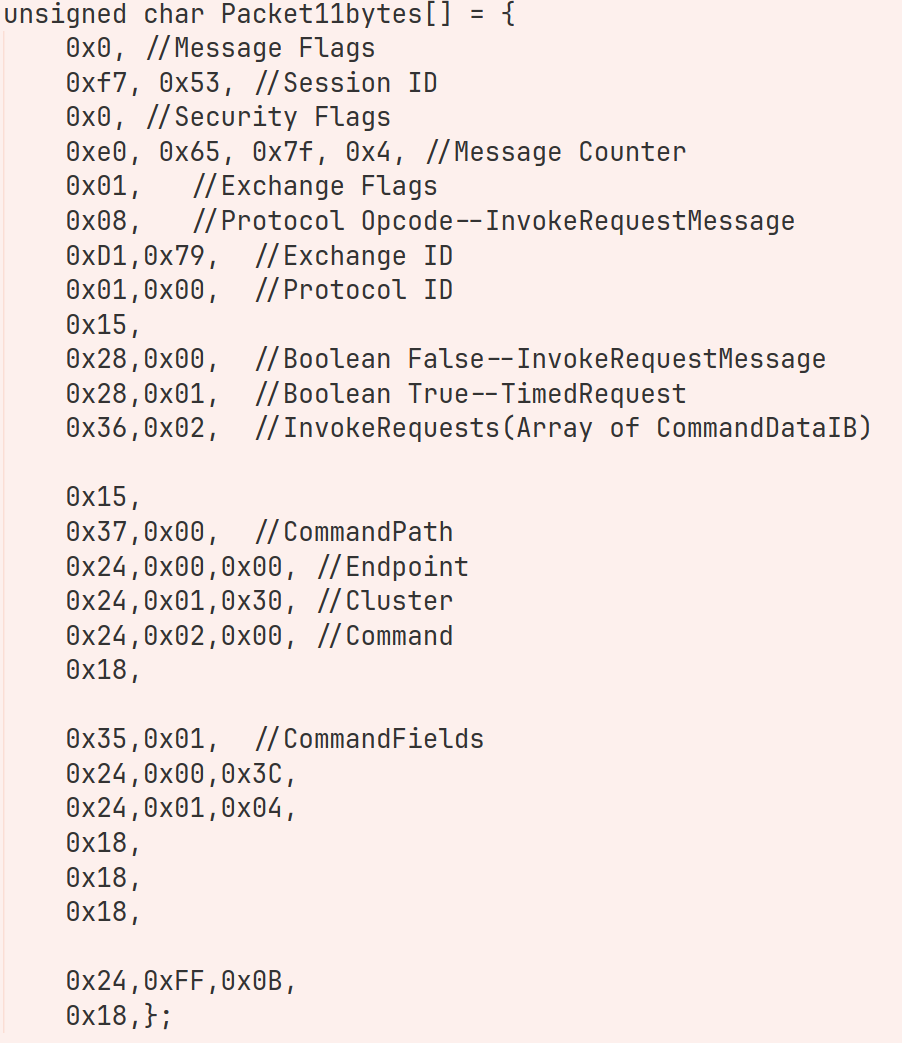 unsigned char Packet11bytes[] = {
0x0, //Message Flags
0xf7, 0x53, //Session ID
0x0, //Security Flags
0xe0, 0x65, 0x7f, 0x4, //Message Counter
0x01, //Exchange Flags
0x08, //Protocol Opcode--InvokeRequestMessage
0xD1,0x79, //Exchange ID
0x01,0x00, //Protocol ID
0x15,
0x28,0x00, //Boolean False--InvokeRequestMessage
0x28,0x01, //Boolean True--TimedRequest
0x36,0x02, //InvokeRequests(Array of CommandDataIB)
0x15,
0x37,0x00, //CommandPath
0x24,0x00,0x00, //Endpoint
0x24,0x01,0x30, //Cluster
0x24,0x02,0x00, //Command
0x18,
0x35,0x01, //CommandFields
0x24,0x00,0x3C,
0x24,0x01,0x04,
0x18,
0x18,
0x18,
0x24,0xFF,0x0B,
0x18,};